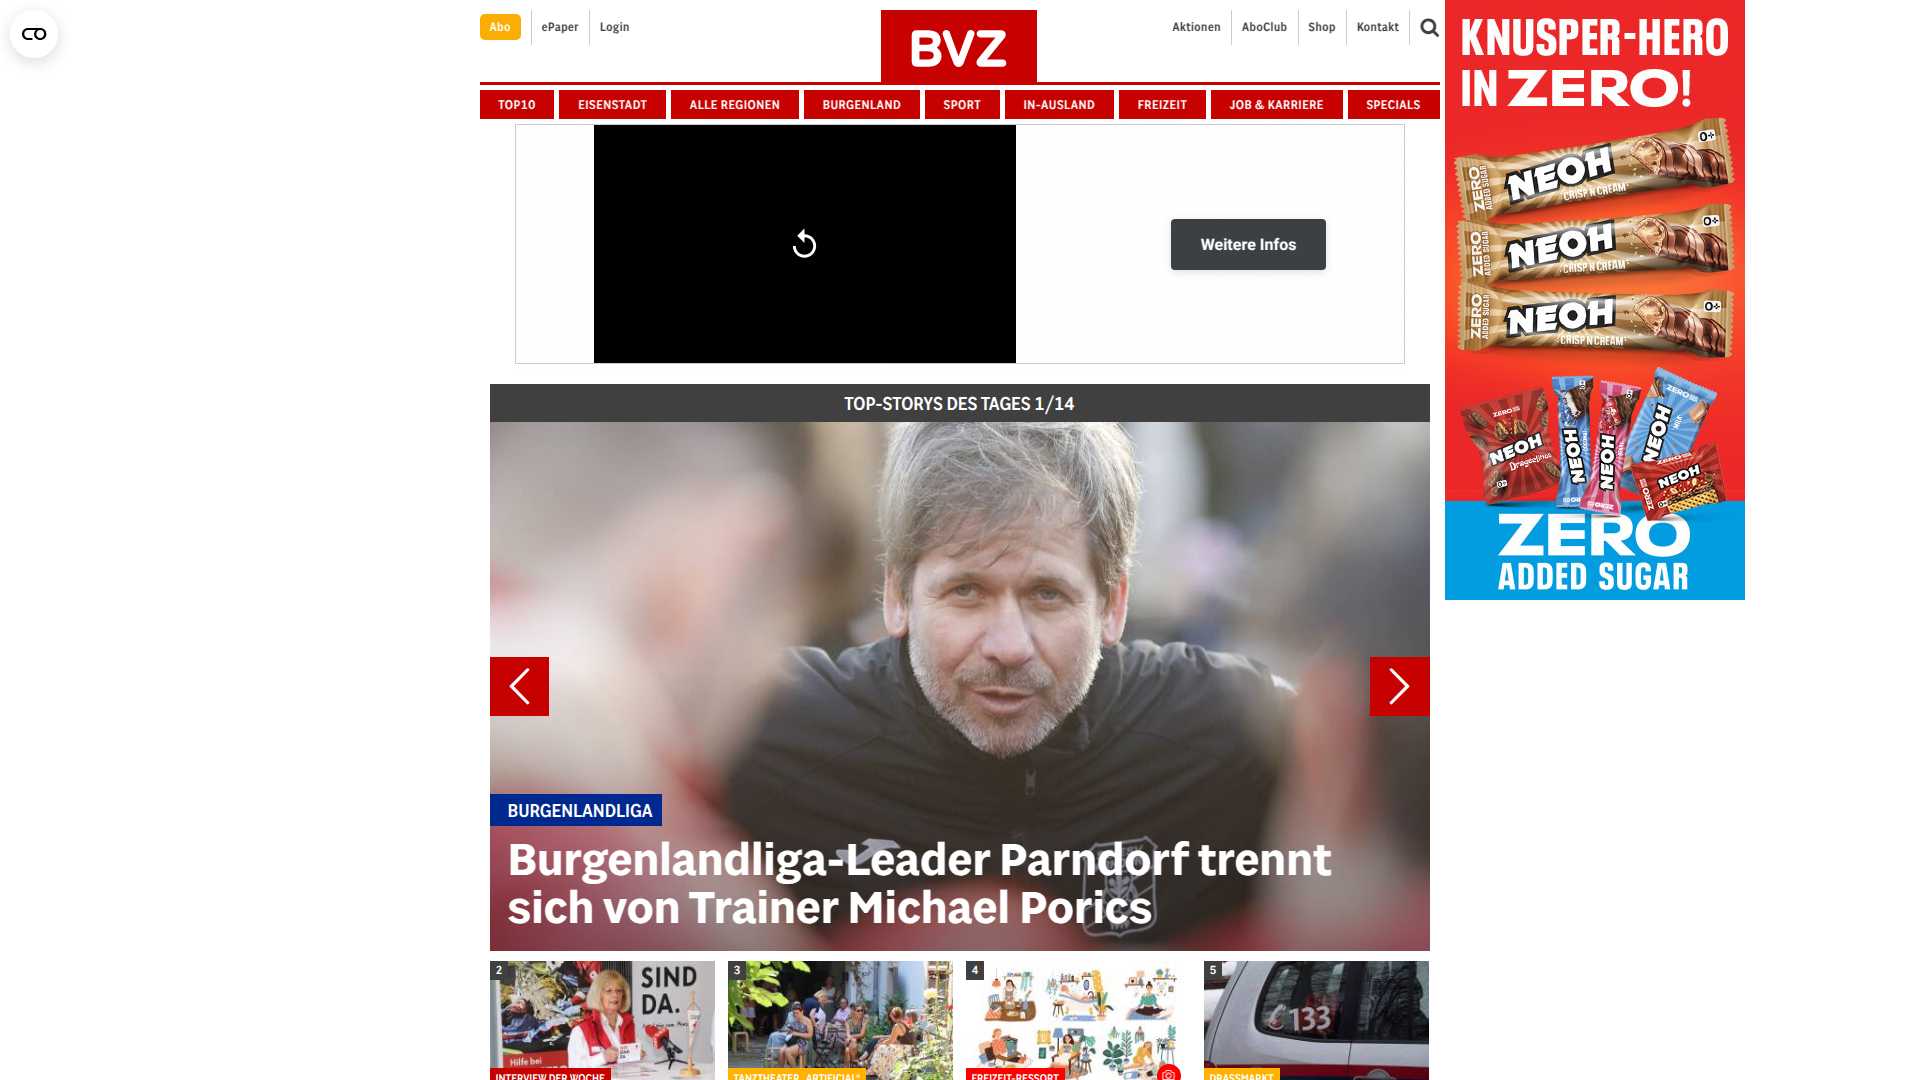 Abo
ePaper
Login
BVZ
Aktionen
AboClub
Shop
Kontakt
TOP10
EISENSTADT
ALLE REGIONEN
BURGENLAND
SPORT
IN-AUSLAND
FREIZEIT
JOB & KARRIERE
SPECIALS
Weitere Infos
KNUSPER-HERO
IN ZERO!
ZERO ADDED SUGAR
NEOH
CRISP N CREAM
ZERO ADDED SUGAR
NEOH
CRISP N CREAM
ZERO ADDED SUGAR
NEOH
CRISP N CREAM
NEOH
NEOH
NEOH
NEOH
NEOH
ZERO
ADDED SUGAR
TOP-STORYS DES TAGES 1/14
BURGENLANDLIGA
Burgenlandliga-Leader Parndorf trennt
sich von Trainer Michael Porics
2
SIND
DA.
Hilfe bei
INTERVIEW DER WOCHE
3
TANZTHEATER „ARTIFICIAL“
4
FREIZEIT-RESSORT
5
133
DRASSMARKT